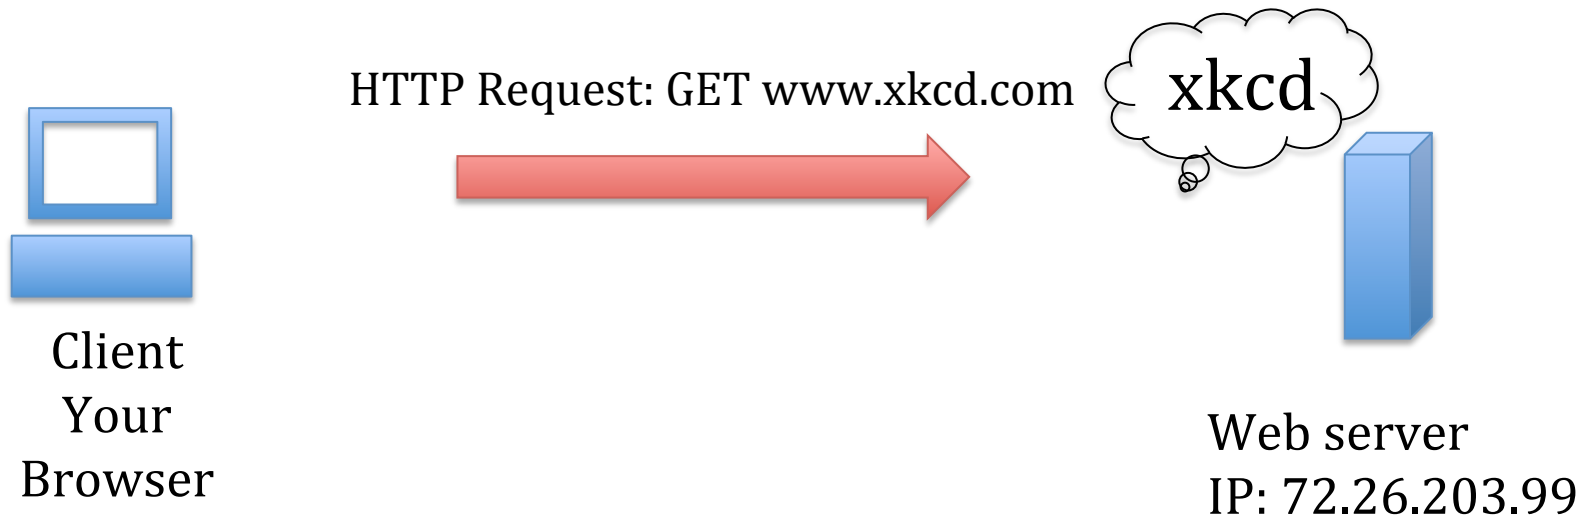 HTTP Request: GET www.xkcd.com
xkcd
Client
Your
Browser
Web server
IP: 72.26.203.99